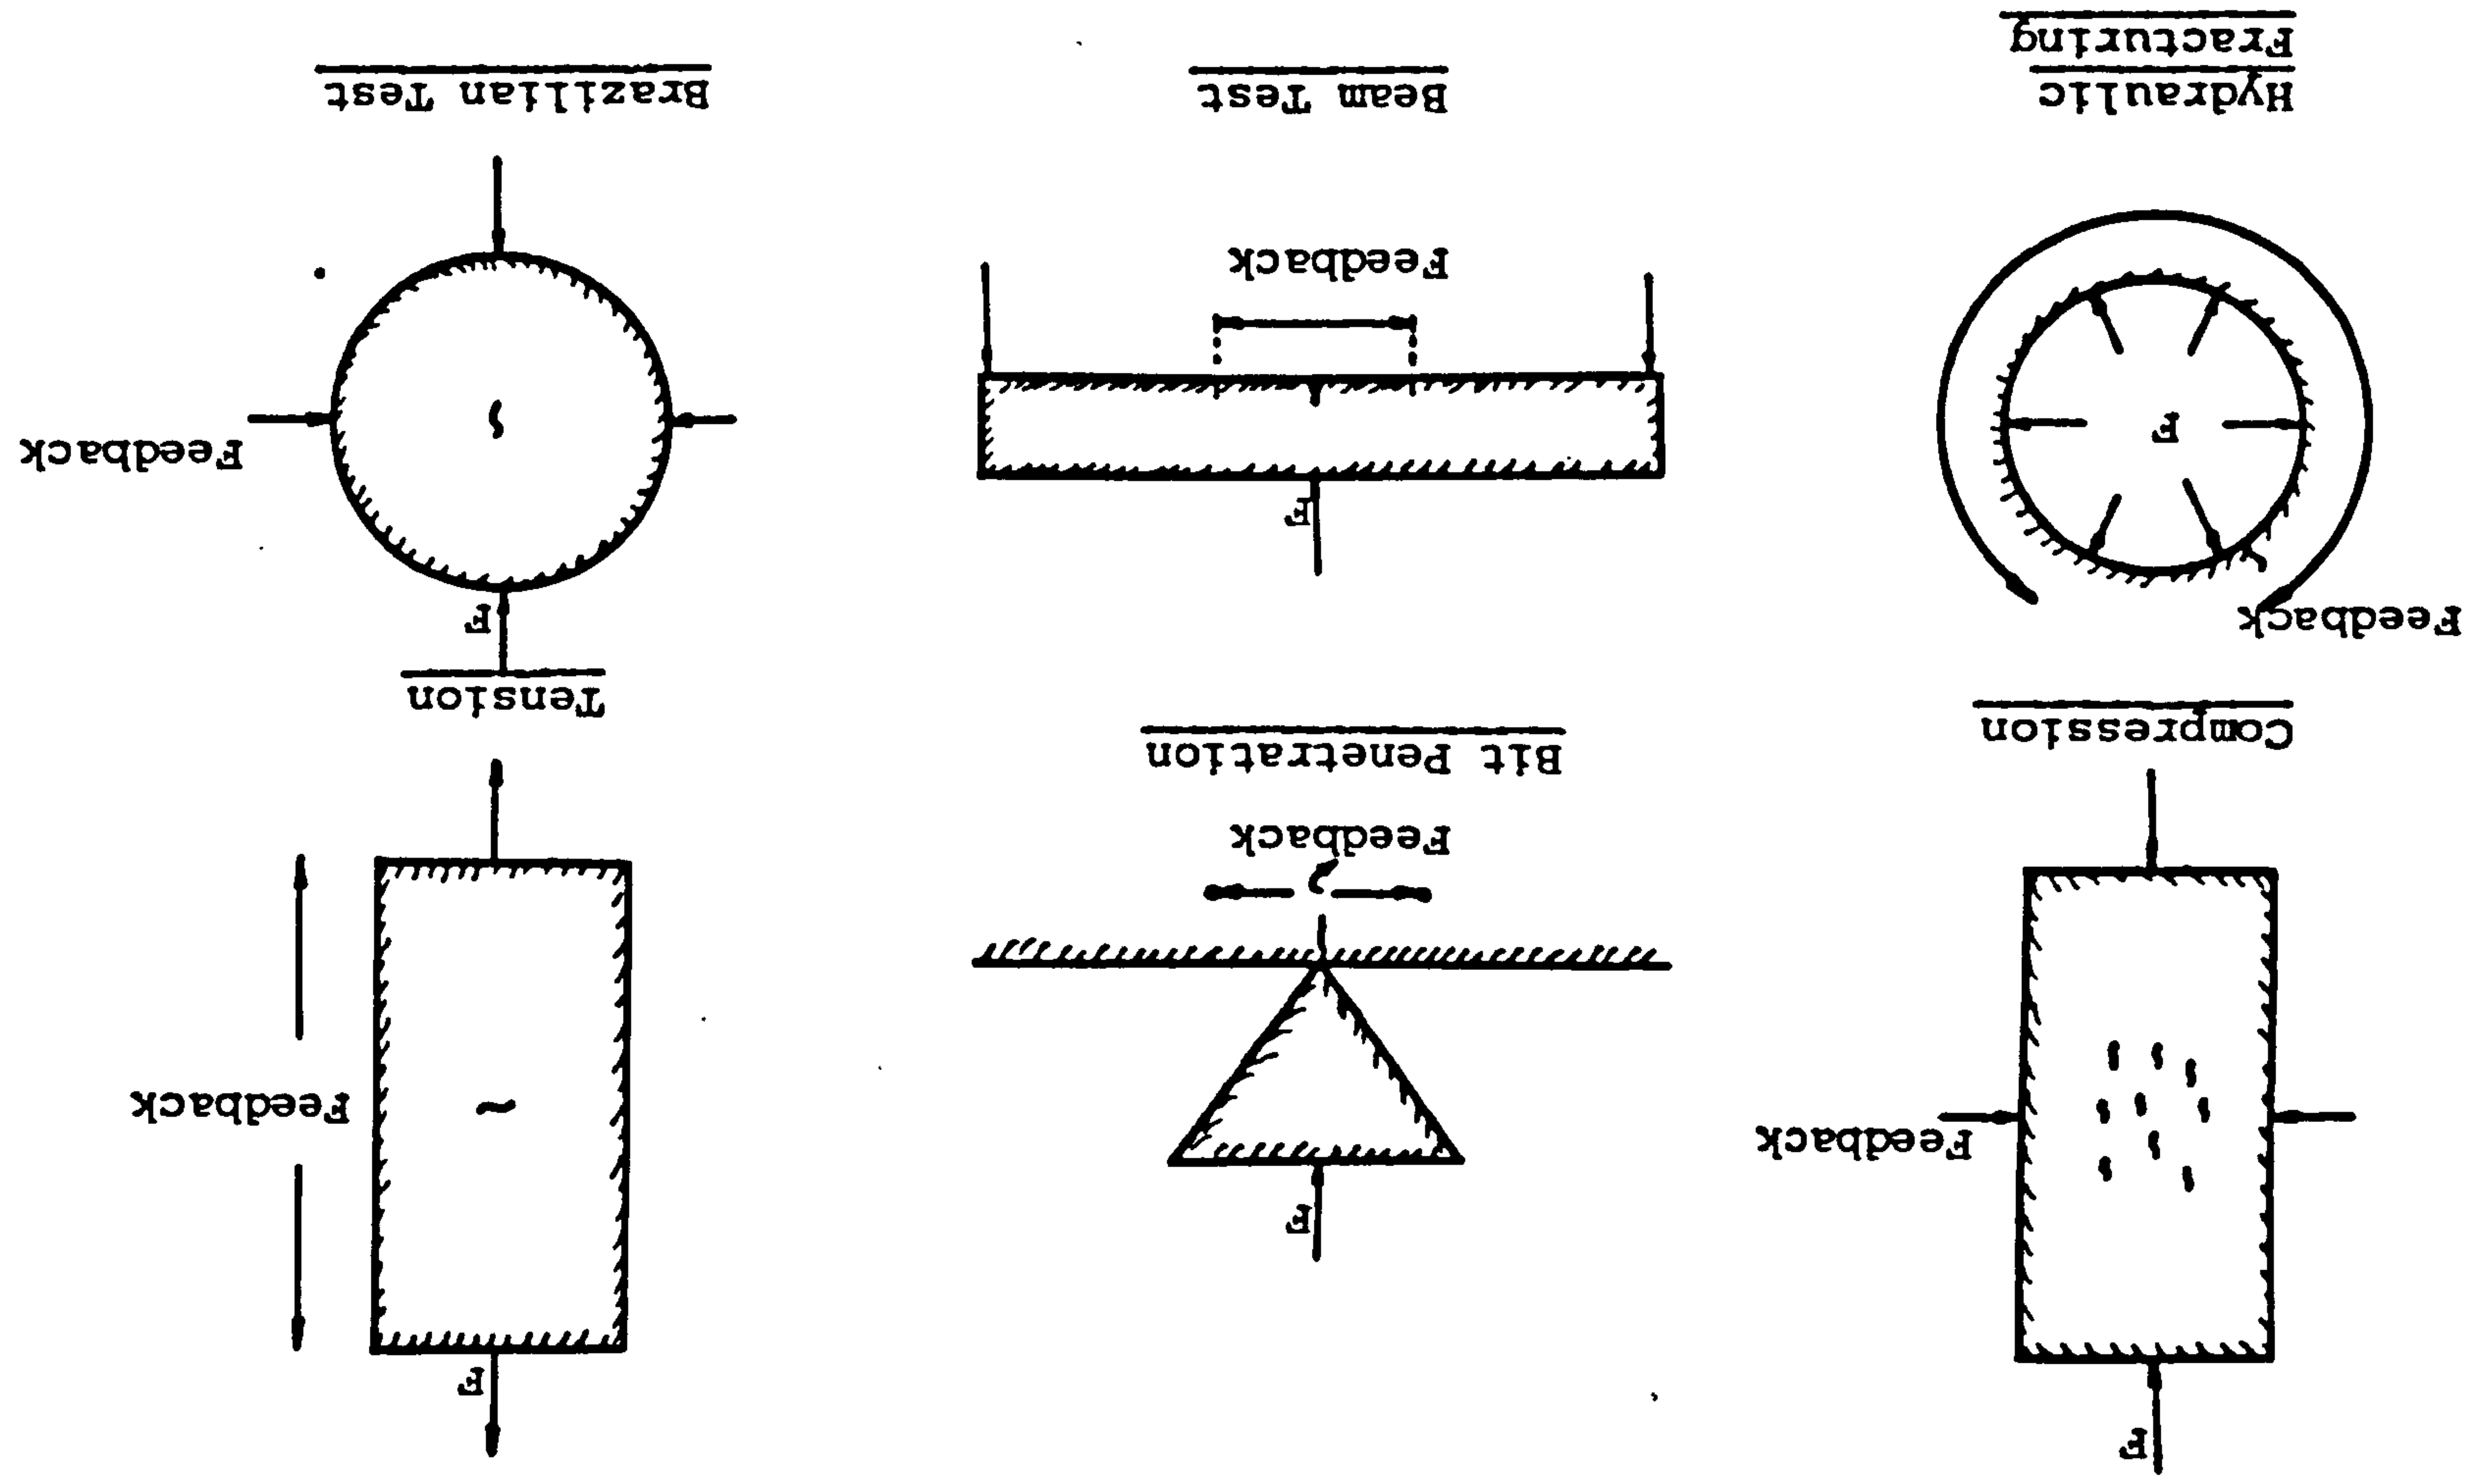 F
Feedback
Compression
F
Feedback
Bit Penetration
F
Feedback
Tension
Feedback
F
Hydraulic
Fracturing
F
Feedback
Beam Test
F
Feedback
Brazilian Test